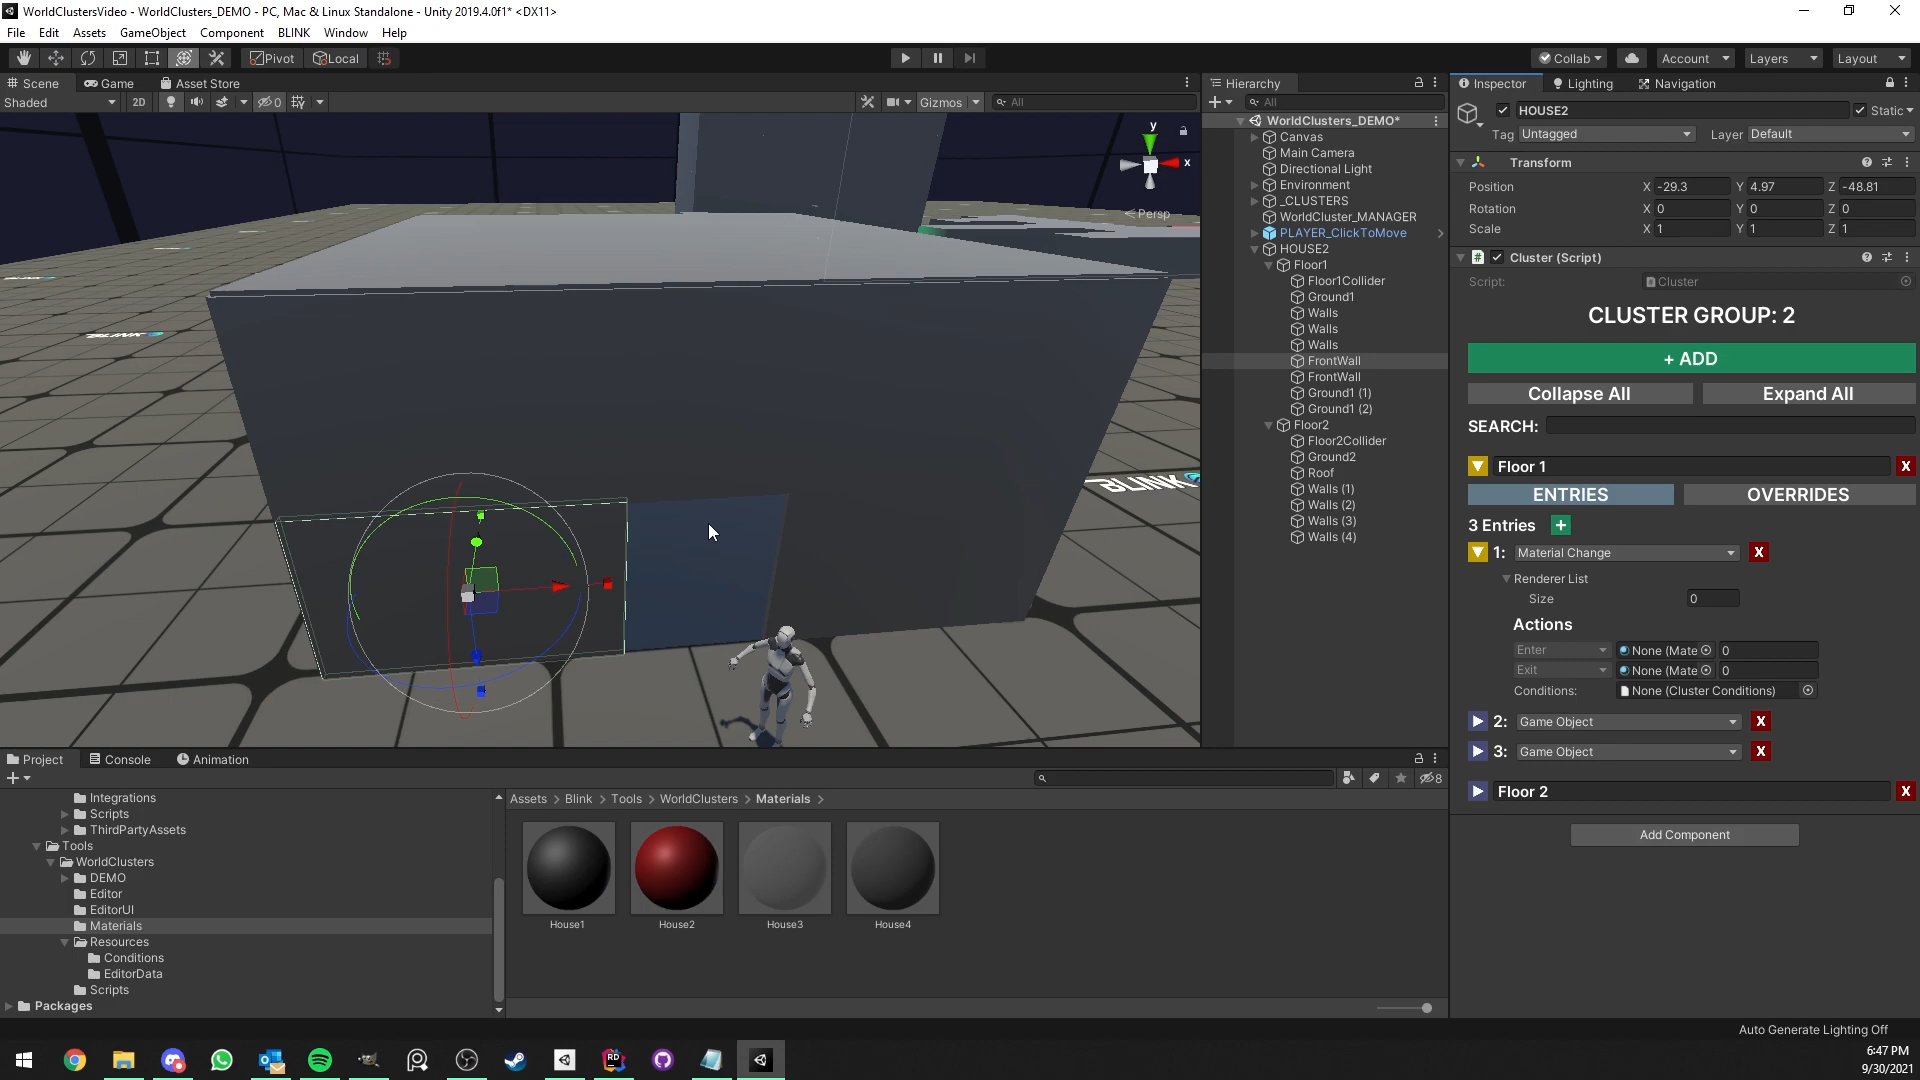 WorldClustersVideo - WorldClusters_DEMO - PC, Mac & Linux Standalone - Unity 2019.4.0f1* <DX11>
File Edit Assets GameObject Component BLINK Window Help
Pivot Local
Collab Account Layers Layout
Scene Game Asset Store
Shaded 2D 0 Gizmos All
y
x
Persp
BLINK
BLINK
Hierarchy
All
WorldClusters_DEMO*
Canvas
Main Camera
Directional Light
Environment
_CLUSTERS
WorldCluster_MANAGER
PLAYER_ClickToMove
HOUSE2
Floor1
Floor1Collider
Ground1
Walls
Walls
Walls
FrontWall
FrontWall
Ground1 (1)
Ground1 (2)
Floor2
Floor2Collider
Ground2
Roof
Walls (1)
Walls (2)
Walls (3)
Walls (4)
Inspector Lighting Navigation
HOUSE2 Static
Tag Untagged Layer Default
Transform
Position X -29.3 Y 4.97 Z -48.81
Rotation X 0 Y 0 Z 0
Scale X 1 Y 1 Z 1
# Cluster (Script)
Script: Cluster
CLUSTER GROUP: 2
+ ADD
Collapse All Expand All
SEARCH:
Floor 1 X
ENTRIES OVERRIDES
3 Entries +
1: Material Change X
Renderer List
Size 0
Actions
Enter None (Mate 0
Exit None (Mate 0
Conditions: None (Cluster Conditions)
2: Game Object X
3: Game Object X
Floor 2 X
Add Component
Project Console Animation
8
Integrations
Scripts
ThirdPartyAssets
Tools
WorldClusters
DEMO
Editor
EditorUI
Materials
Resources
Conditions
EditorData
Scripts
Packages
Assets > Blink > Tools > WorldClusters > Materials >
House1 House2 House3 House4
Auto Generate Lighting Off
RD
6:47 PM
9/30/2021